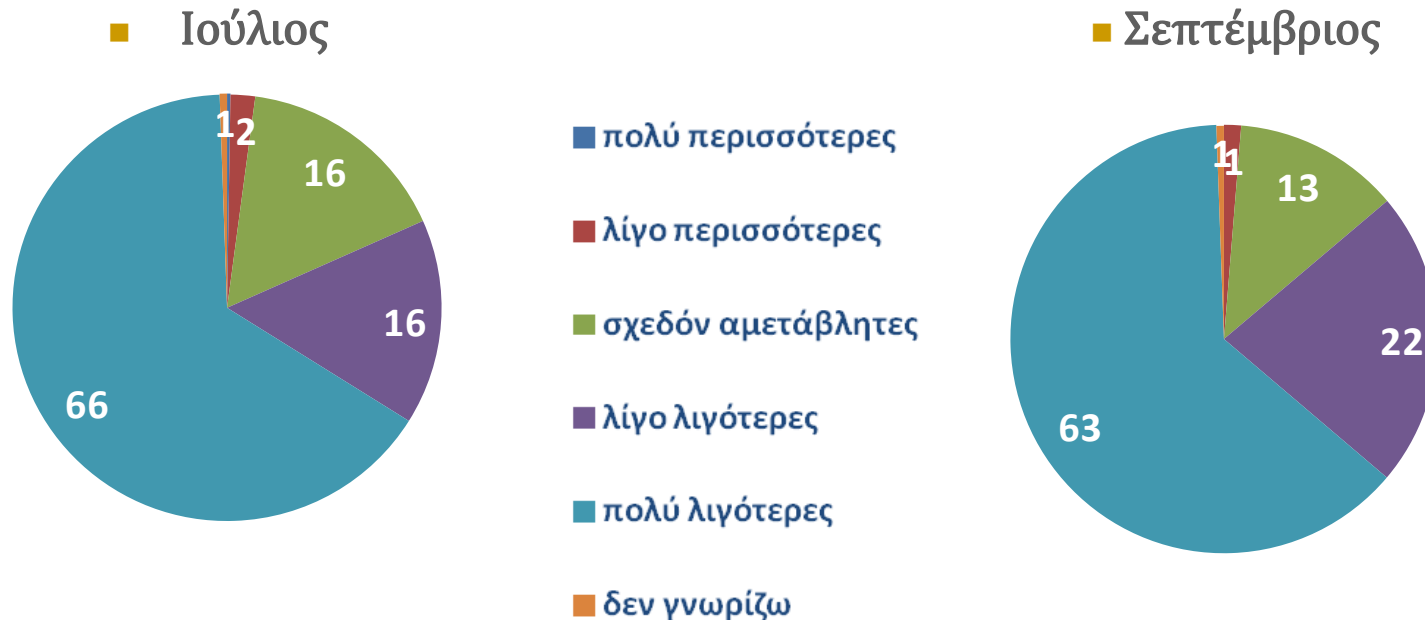 Ιούλιος
Σεπτέμβριος
1
2
16
16
66
πολύ περισσότερες
λίγο περισσότερες
σχεδόν αμετάβλητες
λίγο λιγότερες
πολύ λιγότερες
δεν γνωρίζω
1
1
13
22
63